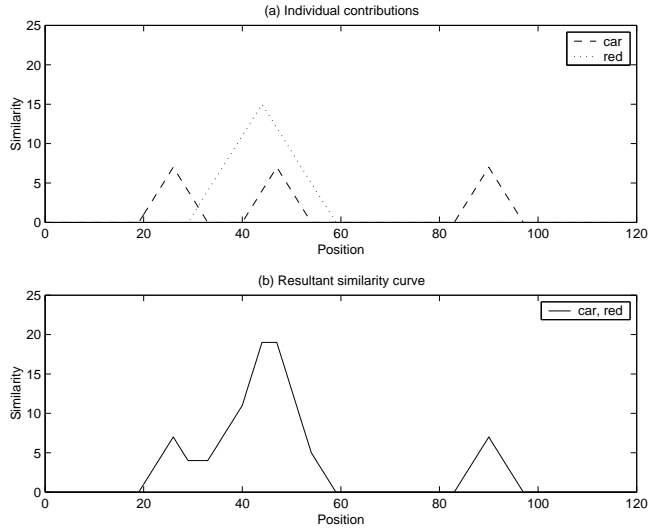 (a) Individual contributions
25
20
15
10
5
0
Similarity
car
red
0 20 40 60 80 100 120
Position
(b) Resultant similarity curve
25
20
15
10
5
0
Similarity
car, red
0 20 40 60 80 100 120
Position